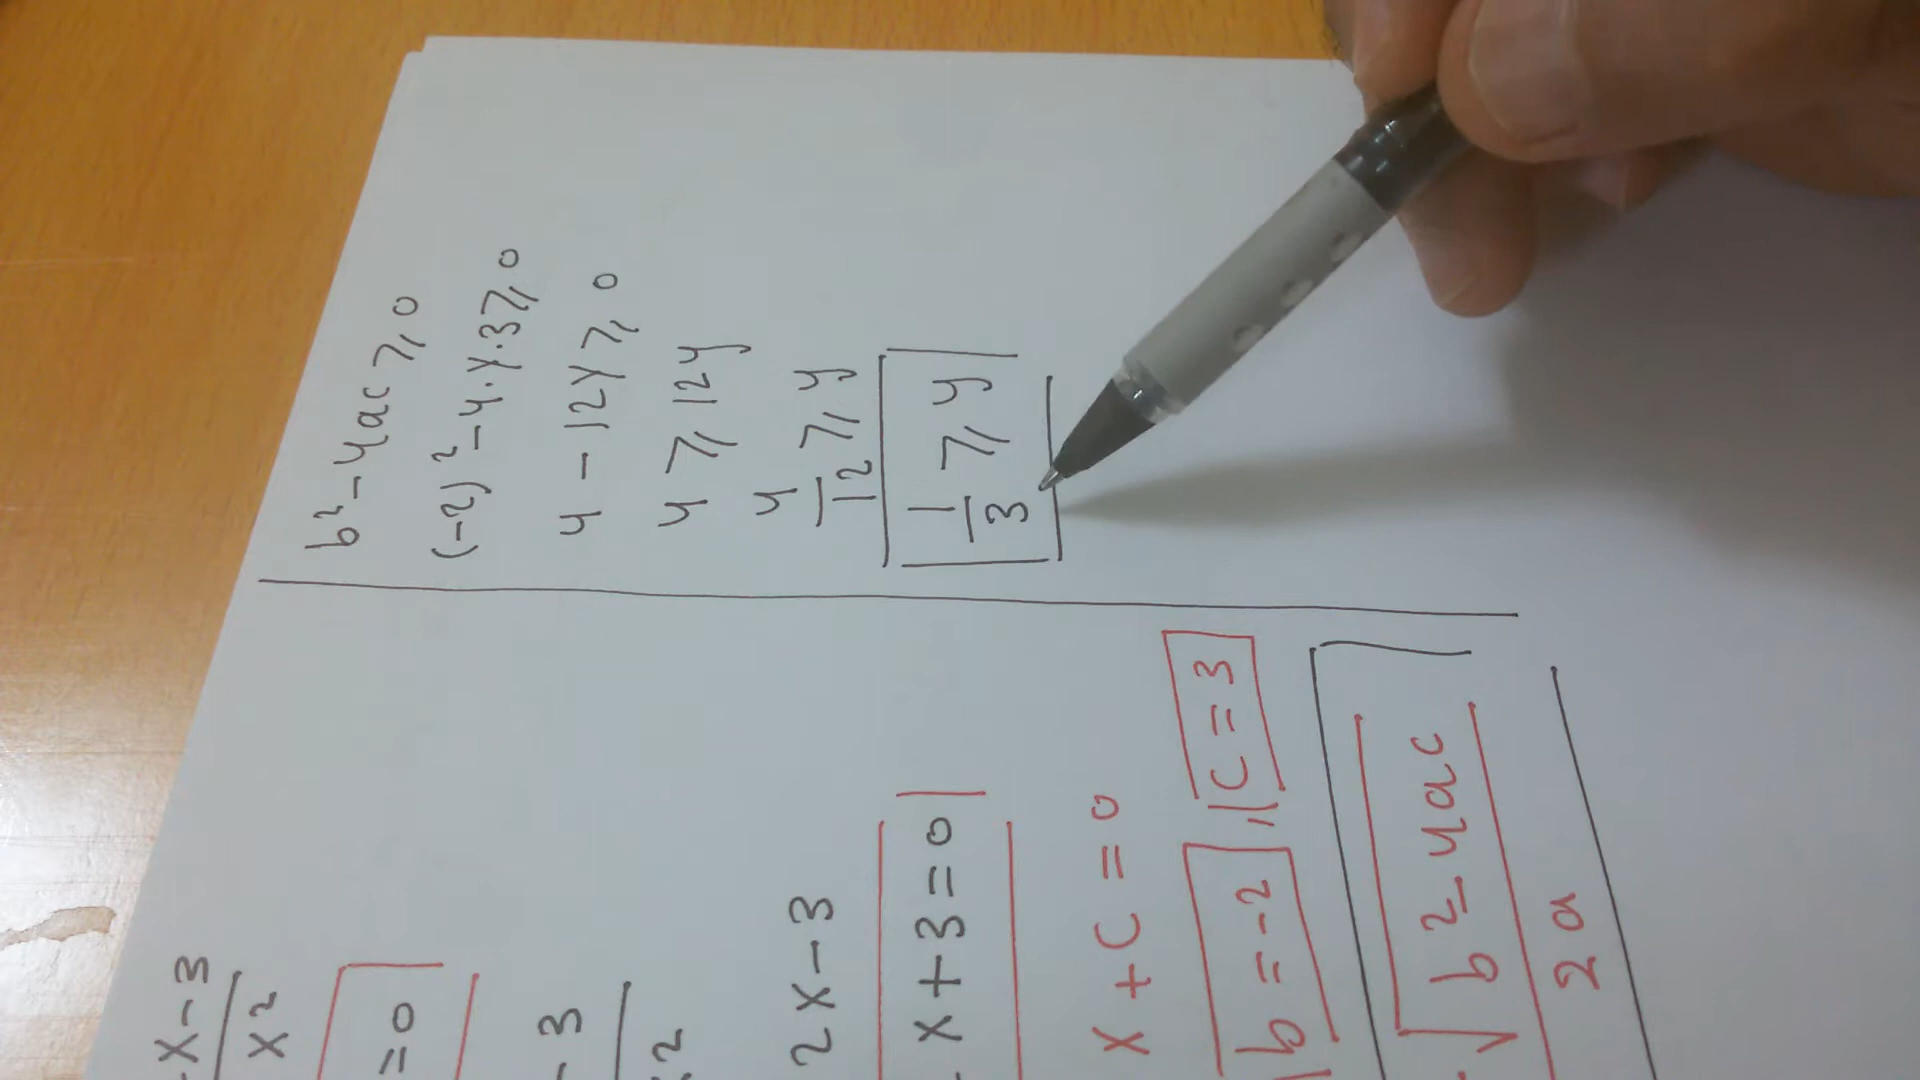 b² - 4ac ⩾ 0
(-2)² - 4·y·3 ⩾ 0
4 - 12y ⩾ 0
4 ⩾ 12y
4/12 ⩾ y
1/3 ⩾ y
x - 3
x²
= 0
- 3
2
2x - 3
x + 3 = 0
x + C = 0
b = -2, C = 3
√b² - 4ac
2a